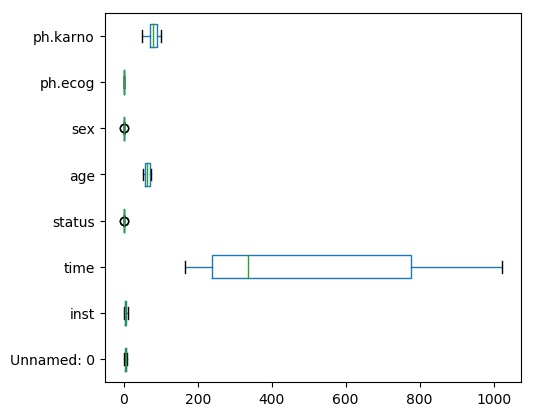 ph.karno
ph.ecog
sex
age
status
time
inst
Unnamed: 0
0 200 400 600 800 1000